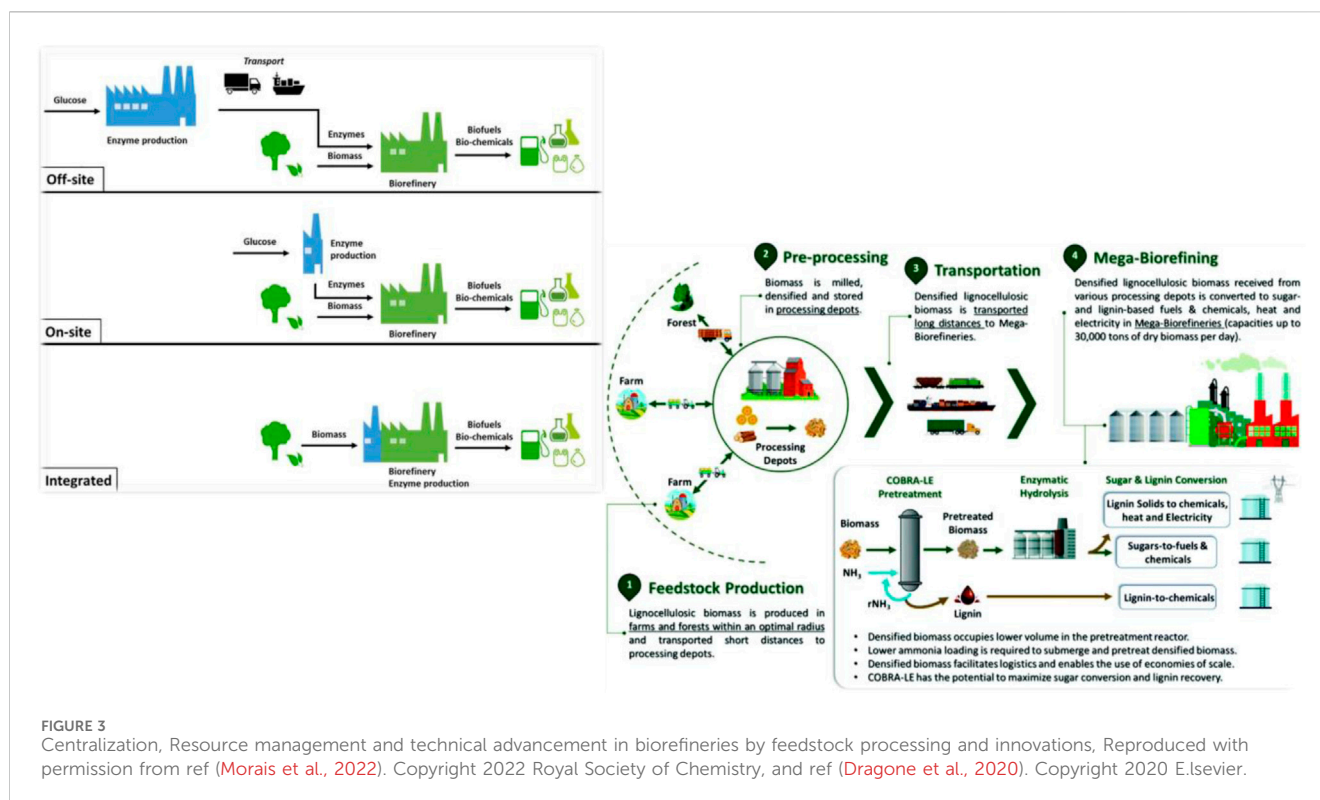 Transport
Glucose
Enzyme production
Enzymes
Biomass
Biofuels
Bio-chemicals
Biorefinery
Off-site
Glucose
Enzyme
production
Enzymes
Biomass
Biofuels
Bio-chemicals
Biorefinery
On-site
Biomass
Biofuels
Bio-chemicals
Biorefinery
Enzyme production
Integrated
1 Feedstock Production
Lignocellulosic biomass is produced in
farms and forests within an optimal radius
and transported short distances to
processing depots.
Forest
Farm
Farm
Processing
Depots
2 Pre-processing
Biomass is milled,
densified and stored
in processing depots.
3 Transportation
Densified lignocellulosic
biomass is transported
long distances to Mega-
Biorefineries.
4 Mega-Biorefining
Densified lignocellulosic biomass received from
various processing depots is converted to sugar-
and lignin-based fuels & chemicals, heat and
electricity in Mega-Biorefineries (capacities up to
30,000 tons of dry biomass per day).
COBRA-LE
Pretreatment
Enzymatic
Hydrolysis
Sugar & Lignin Conversion
Biomass
Pretreated
Biomass
NH3
rNH3
Lignin
Lignin Solids to chemicals,
heat and Electricity
Sugars-to-fuels &
chemicals
Lignin-to-chemicals
• Densified biomass occupies lower volume in the pretreatment reactor.
• Lower ammonia loading is required to submerge and pretreat densified biomass.
• Densified biomass facilitates logistics and enables the use of economies of scale.
• COBRA-LE has the potential to maximize sugar conversion and lignin recovery.
FIGURE 3
Centralization, Resource management and technical advancement in biorefineries by feedstock processing and innovations, Reproduced with
permission from ref (Morais et al., 2022). Copyright 2022 Royal Society of Chemistry, and ref (Dragone et al., 2020). Copyright 2020 E.lsevier.